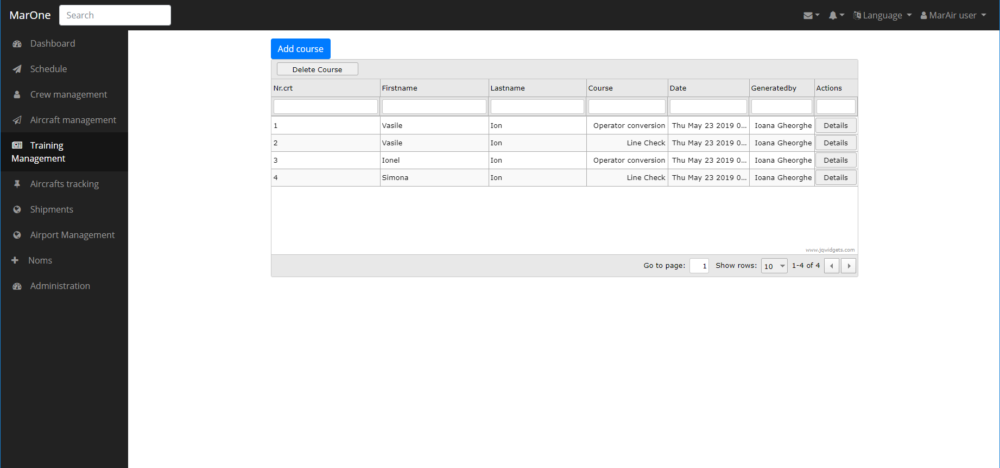 MarOne Search Language MarAir user
Dashboard
Schedule
Crew management
Aircraft management
Training
Management
Aircrafts tracking
Shipments
Airport Management
Noms
Administration
Add course
Delete Course
Nr.crt Firstname Lastname Course Date Generatedby Actions
1 Vasile Ion Operator conversion Thu May 23 2019 0... Ioana Gheorghe Details
2 Vasile Ion Line Check Thu May 23 2019 0... Ioana Gheorghe Details
3 Ionel Ion Operator conversion Thu May 23 2019 0... Ioana Gheorghe Details
4 Simona Ion Line Check Thu May 23 2019 0... Ioana Gheorghe Details
www.jqwidgets.com
Go to page: 1 Show rows: 10 1-4 of 4